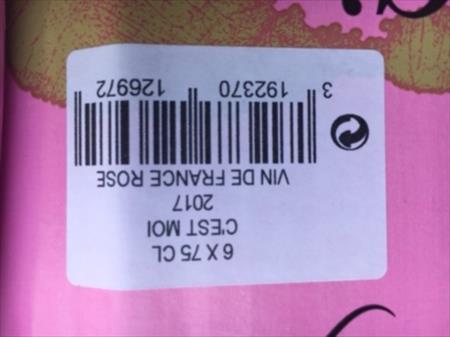 6 X 75 CL
C'EST MOI
2017
VIN DE FRANCE ROSE
3 192370 126972